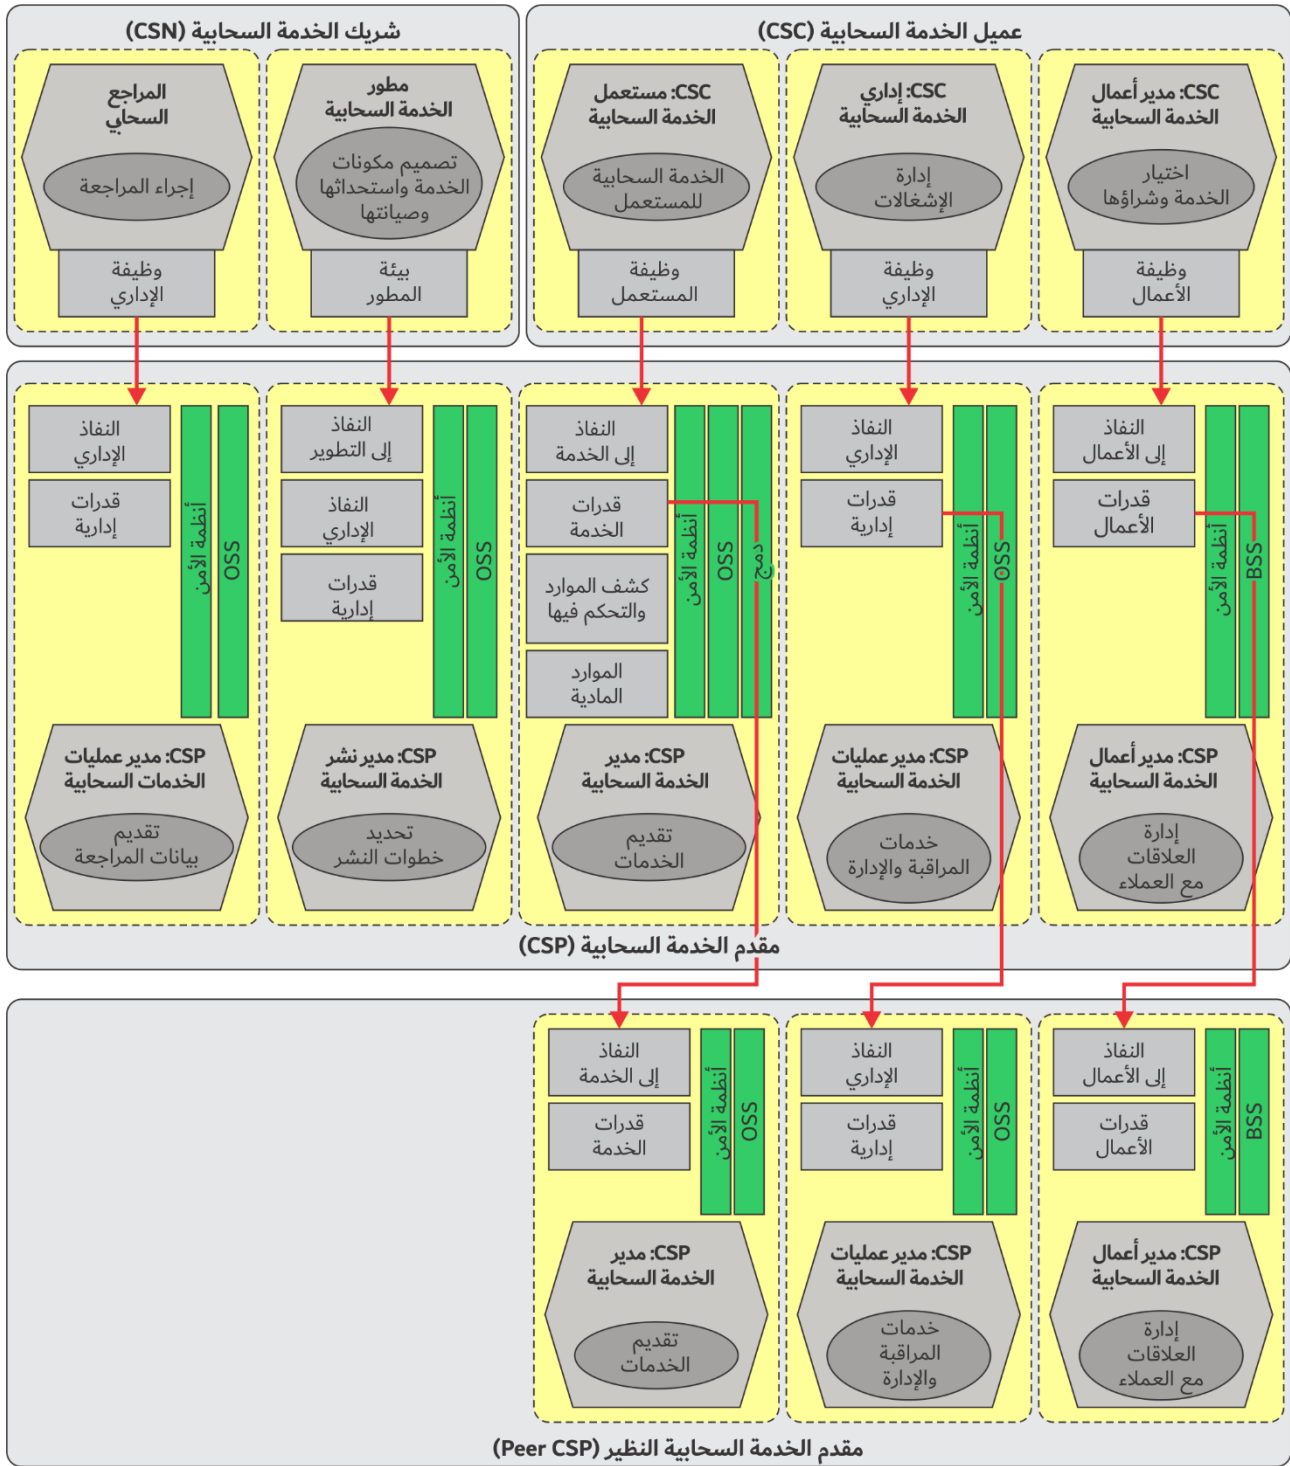 عميل الخدمة السحابية (CSC)
CSC: مدير أعمال
الخدمة السحابية
اختيار
الخدمة وشراؤها
وظيفة
الأعمال
CSC: إداري
الخدمة السحابية
إدارة
الإشغالات
وظيفة
الإداري
CSC: مستعمل
الخدمة السحابية
الخدمة السحابية
للمستعمل
وظيفة
المستعمل
شريك الخدمة السحابية (CSN)
مطور
الخدمة السحابية
تصميم مكونات
الخدمة واستحداثها
وصيانتها
بيئة
المطور
المراجع
السحابي
إجراء المراجعة
وظيفة
الإداري
النفاذ
إلى الأعمال
قدرات
الأعمال
أنظمة الأمن
BSS
CSP: مدير أعمال
الخدمة السحابية
إدارة
العلاقات
مع العملاء
النفاذ
الإداري
قدرات
إدارية
أنظمة الأمن
OSS
CSP: مدير عمليات
الخدمة السحابية
خدمات
المراقبة والإدارة
النفاذ
إلى الخدمة
قدرات
الخدمة
كشف الموارد
والتحكم فيها
الموارد
المادية
أنظمة الأمن
OSS
دمج
CSP: مدير
الخدمة السحابية
تقديم
الخدمات
النفاذ
إلى التطوير
النفاذ
الإداري
قدرات
إدارية
أنظمة الأمن
OSS
CSP: مدير نشر
الخدمة السحابية
تحديد
خطوات النشر
النفاذ
الإداري
قدرات
إدارية
أنظمة الأمن
OSS
CSP: مدير عمليات
الخدمات السحابية
تقديم
بيانات المراجعة
مقدم الخدمة السحابية (CSP)
النفاذ
إلى الأعمال
قدرات
الأعمال
أنظمة الأمن
BSS
CSP: مدير أعمال
الخدمة السحابية
إدارة
العلاقات
مع العملاء
النفاذ
الإداري
قدرات
إدارية
أنظمة الأمن
OSS
CSP: مدير عمليات
الخدمة السحابية
خدمات
المراقبة
والإدارة
النفاذ
إلى الخدمة
قدرات
الخدمة
أنظمة الأمن
OSS
CSP: مدير
الخدمة السحابية
تقديم
الخدمات
مقدم الخدمة السحابية النظير (Peer CSP)